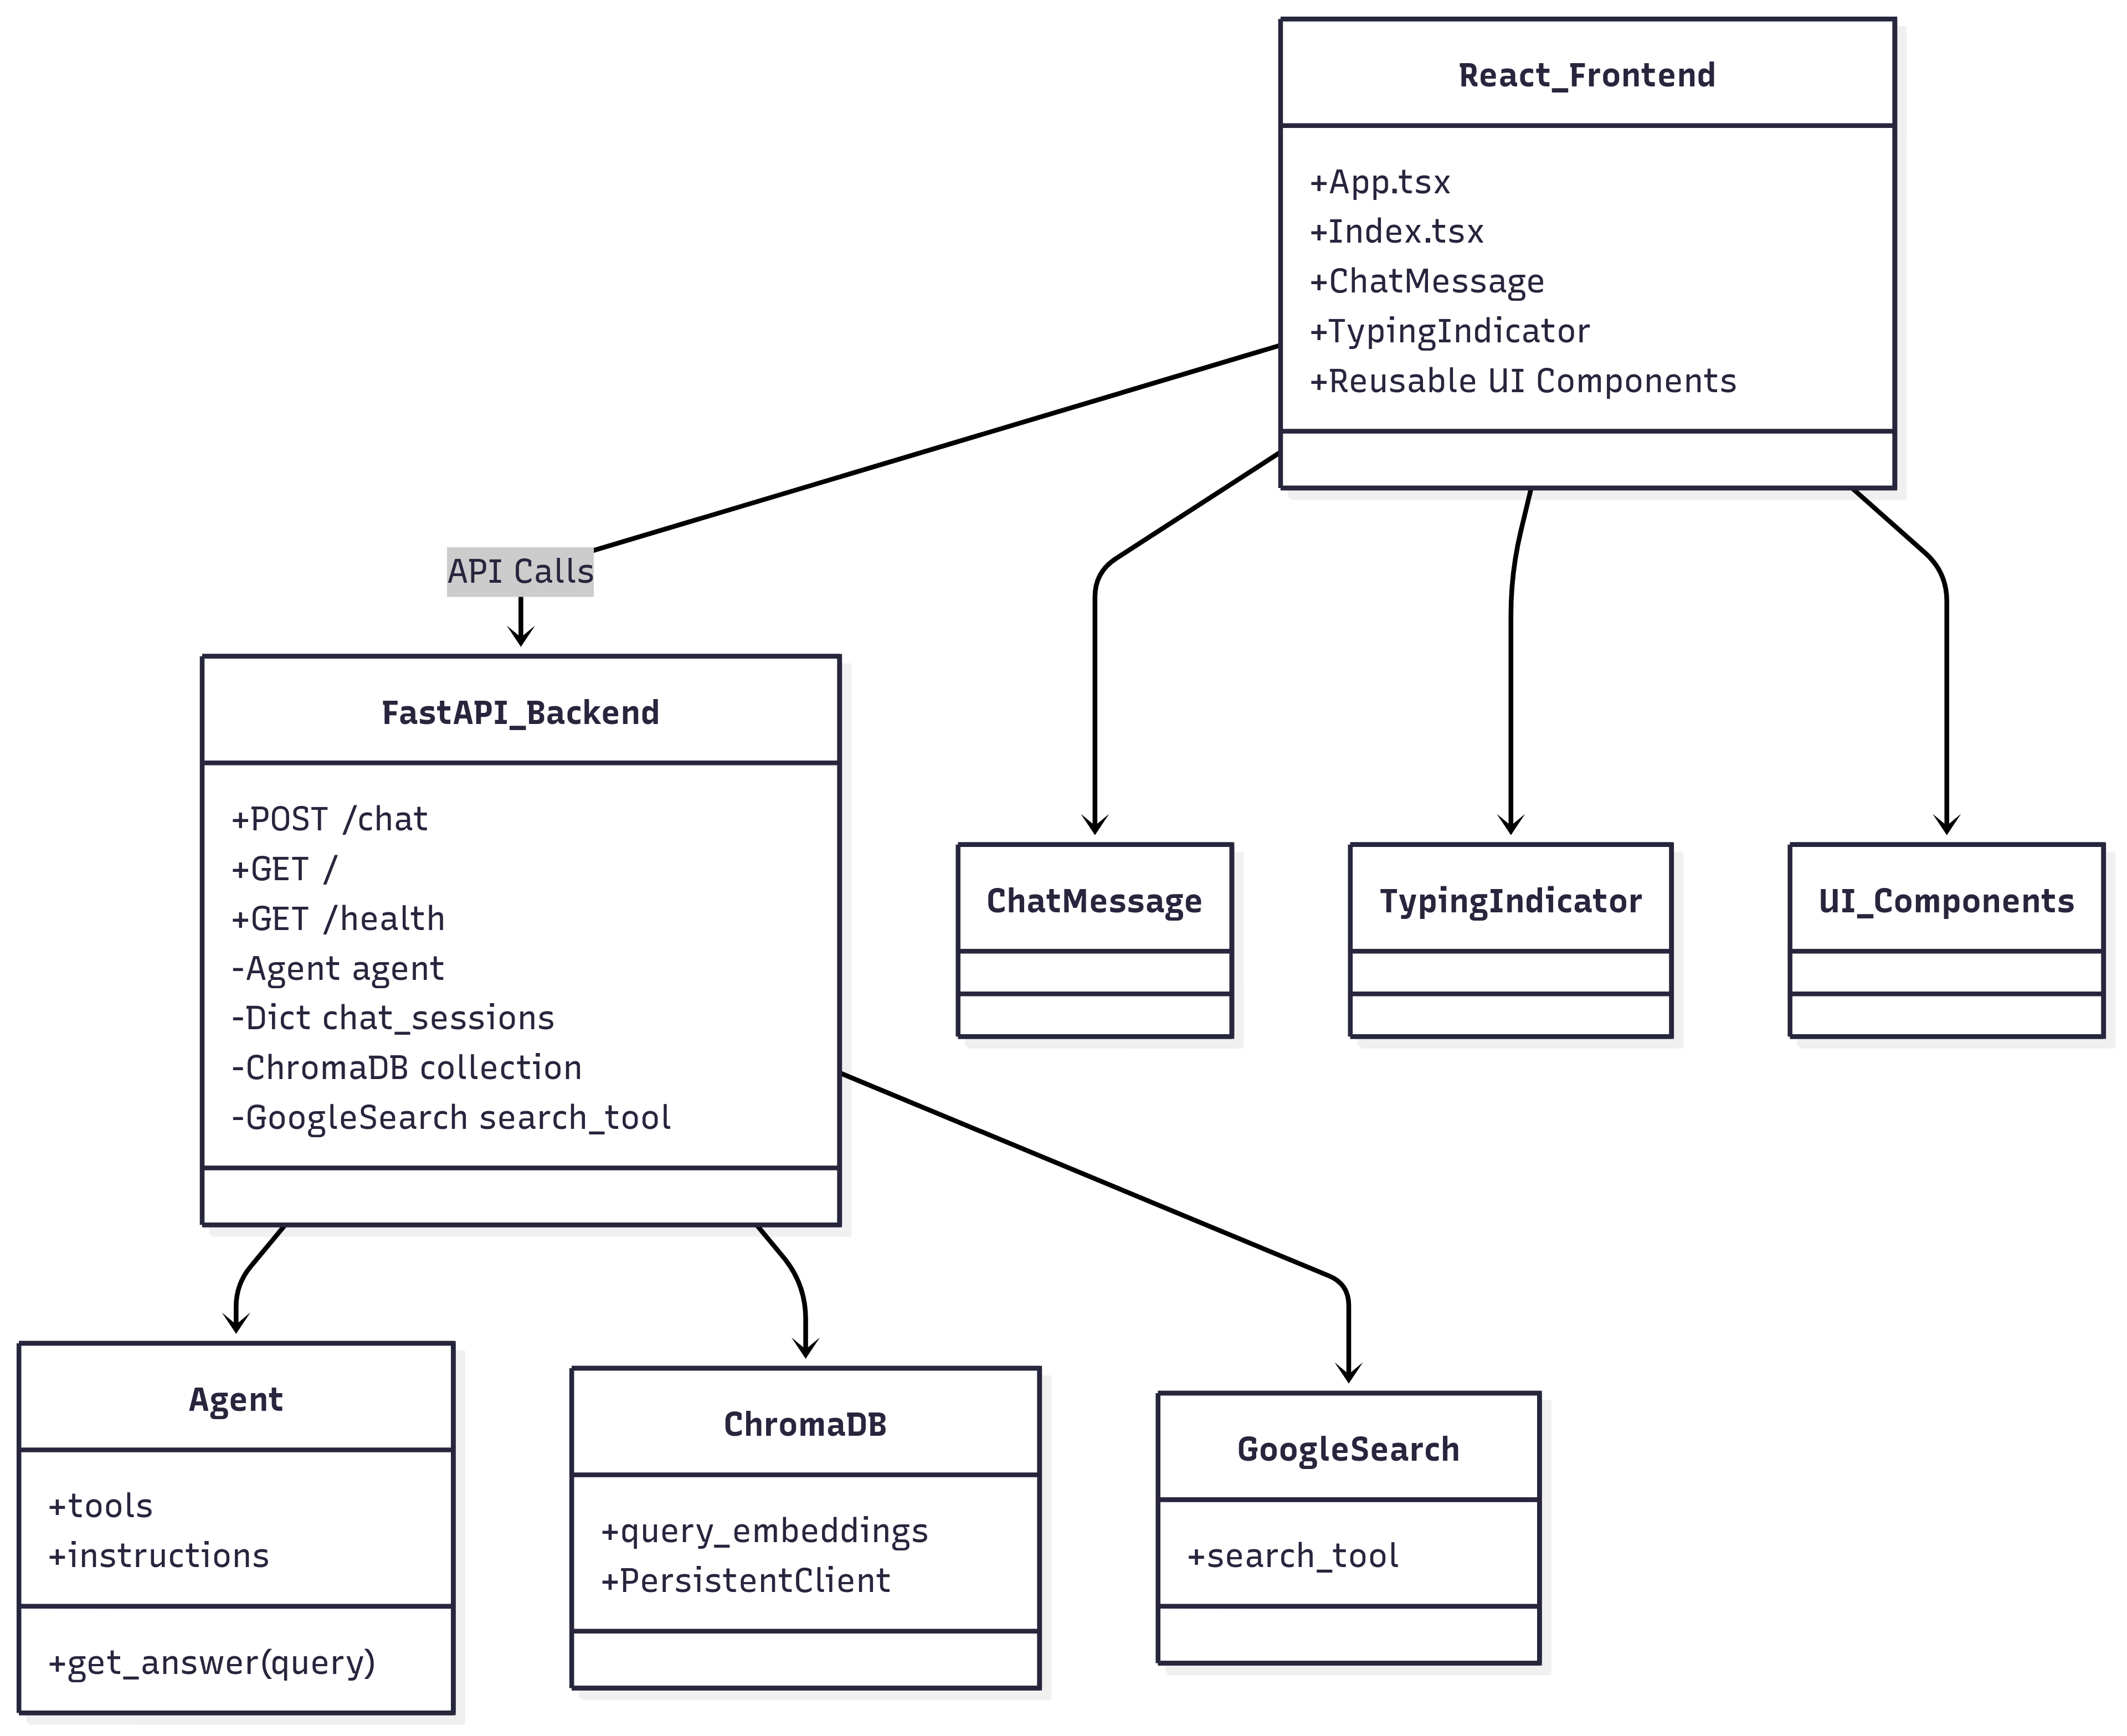 React_Frontend
+App.tsx
+Index.tsx
+ChatMessage
+TypingIndicator
+Reusable UI Components
API Calls
FastAPI_Backend
+POST /chat
+GET /
+GET /health
-Agent agent
-Dict chat_sessions
-ChromaDB collection
-GoogleSearch search_tool
ChatMessage
TypingIndicator
UI_Components
Agent
+tools
+instructions
+get_answer(query)
ChromaDB
+query_embeddings
+PersistentClient
GoogleSearch
+search_tool